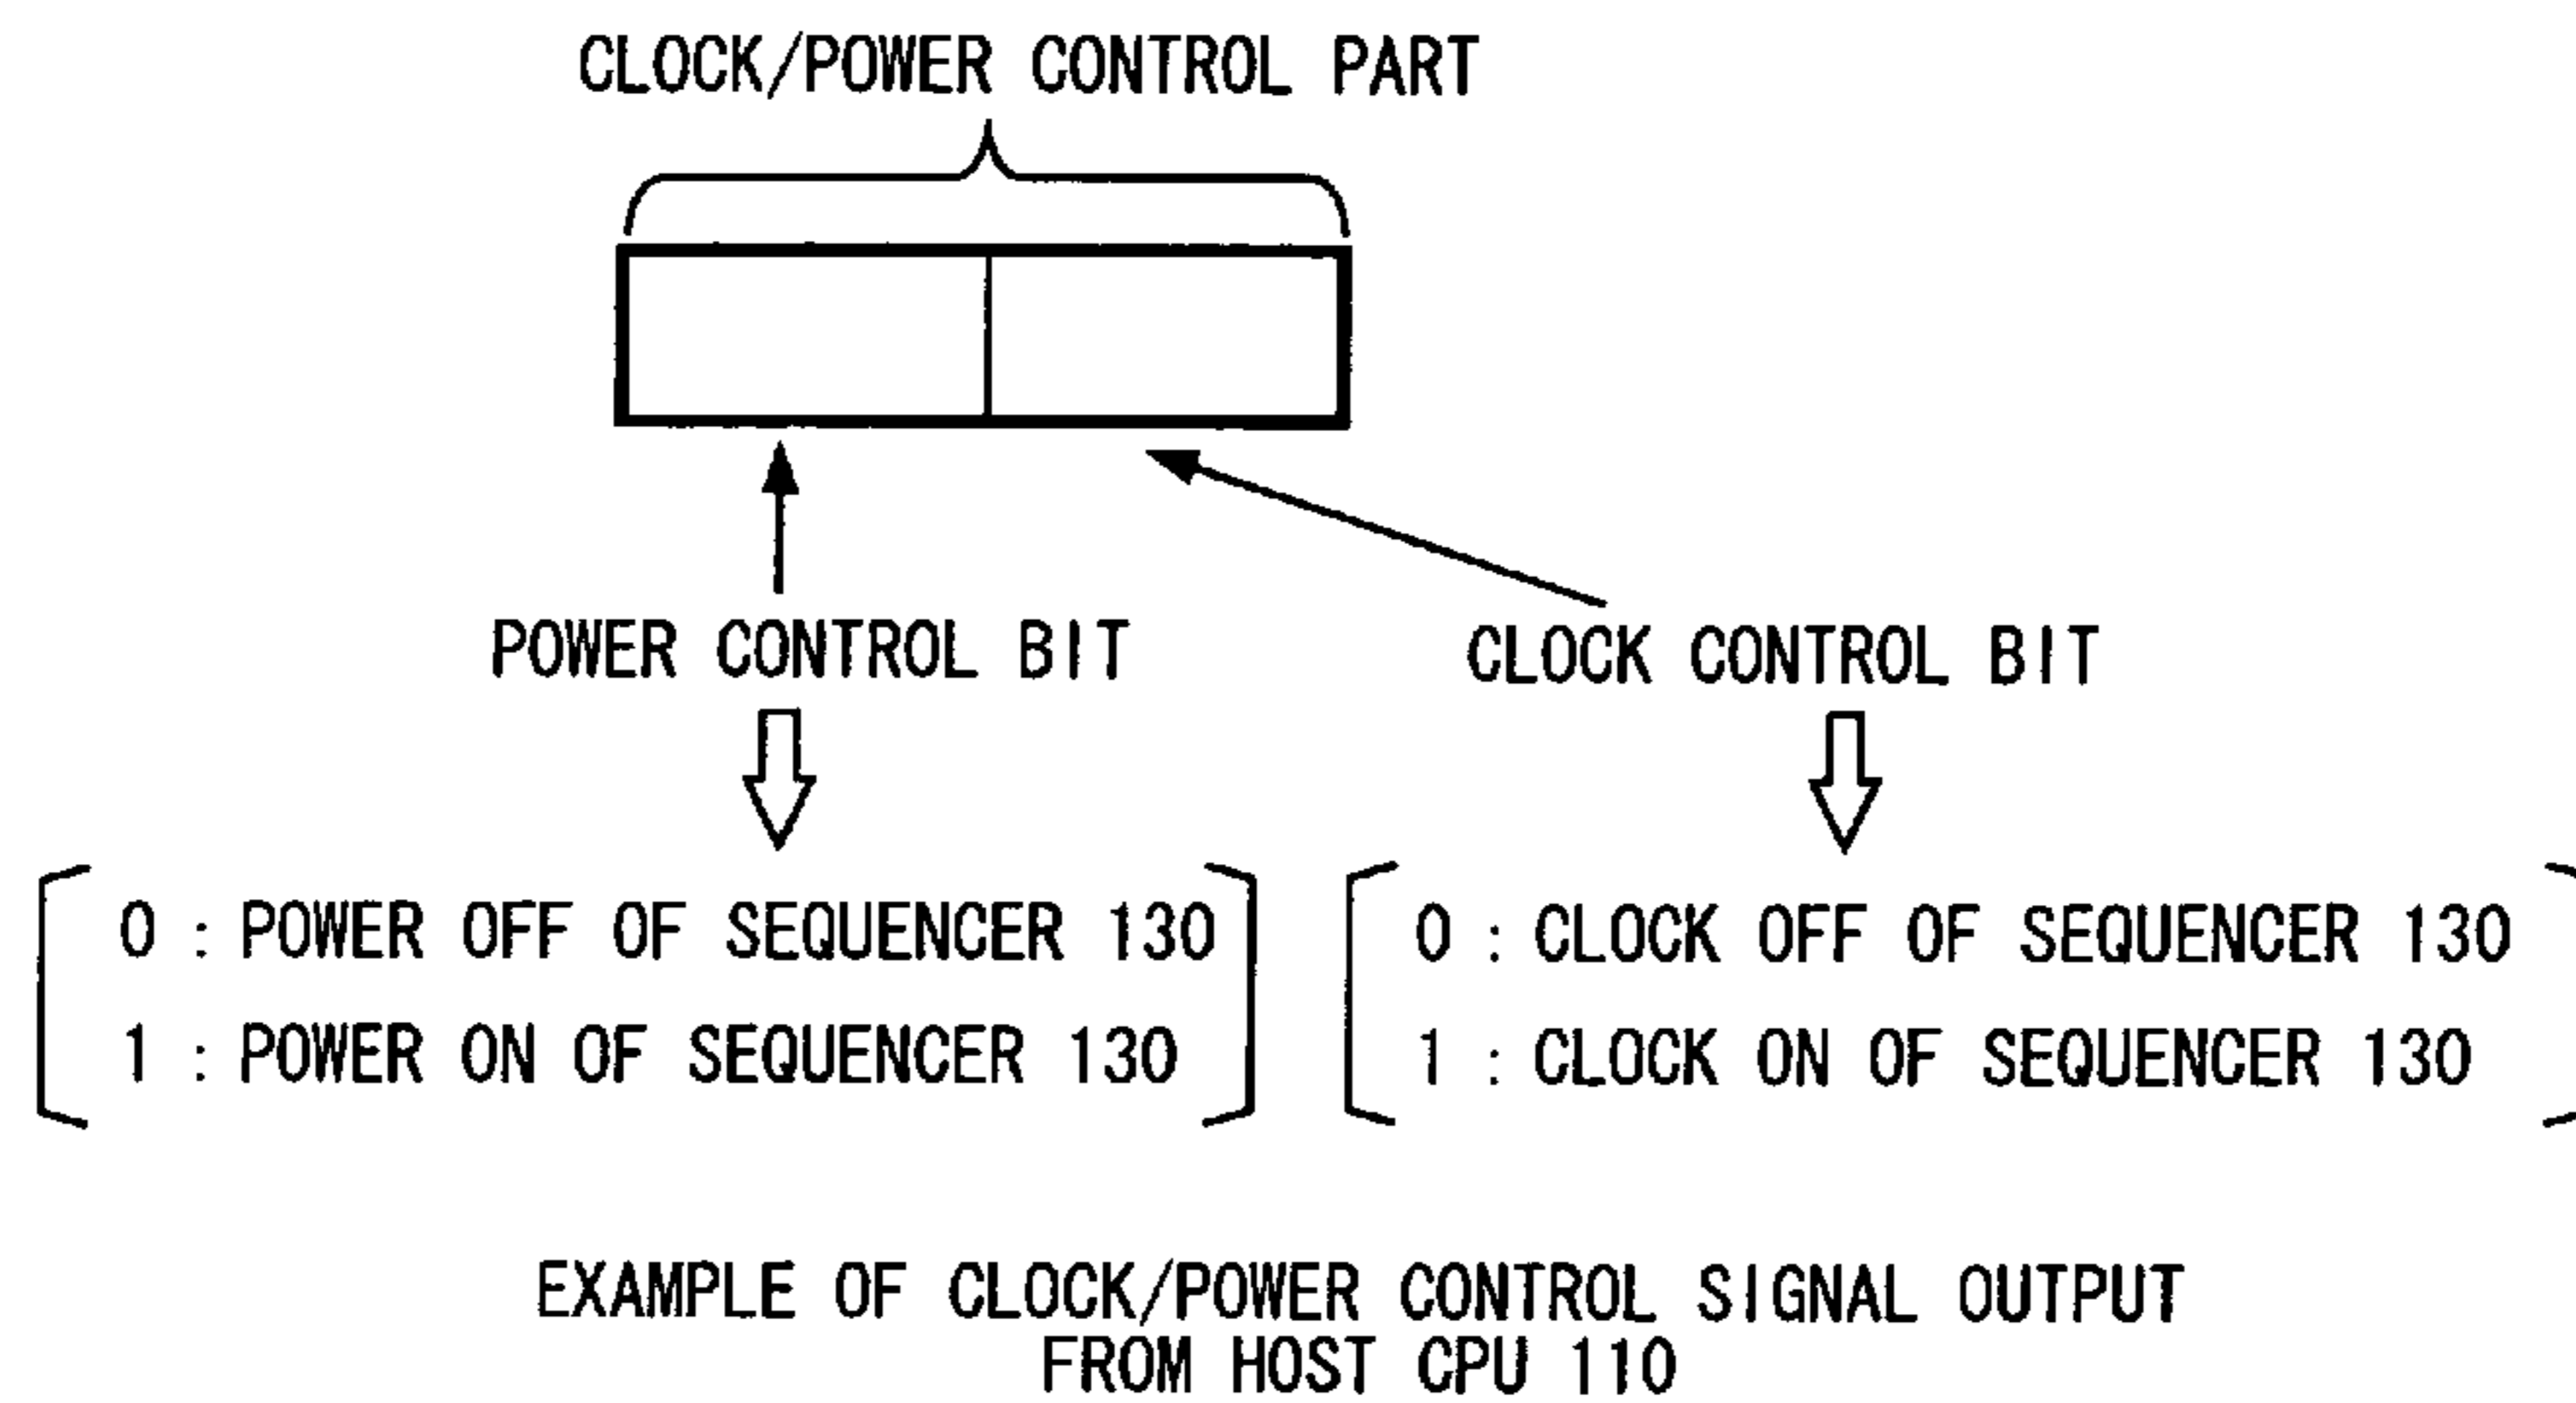 CLOCK/POWER CONTROL PART
POWER CONTROL BIT
CLOCK CONTROL BIT
0 : POWER OFF OF SEQUENCER 130
1 : POWER ON OF SEQUENCER 130
0 : CLOCK OFF OF SEQUENCER 130
1 : CLOCK ON OF SEQUENCER 130
EXAMPLE OF CLOCK/POWER CONTROL SIGNAL OUTPUT
FROM HOST CPU 110